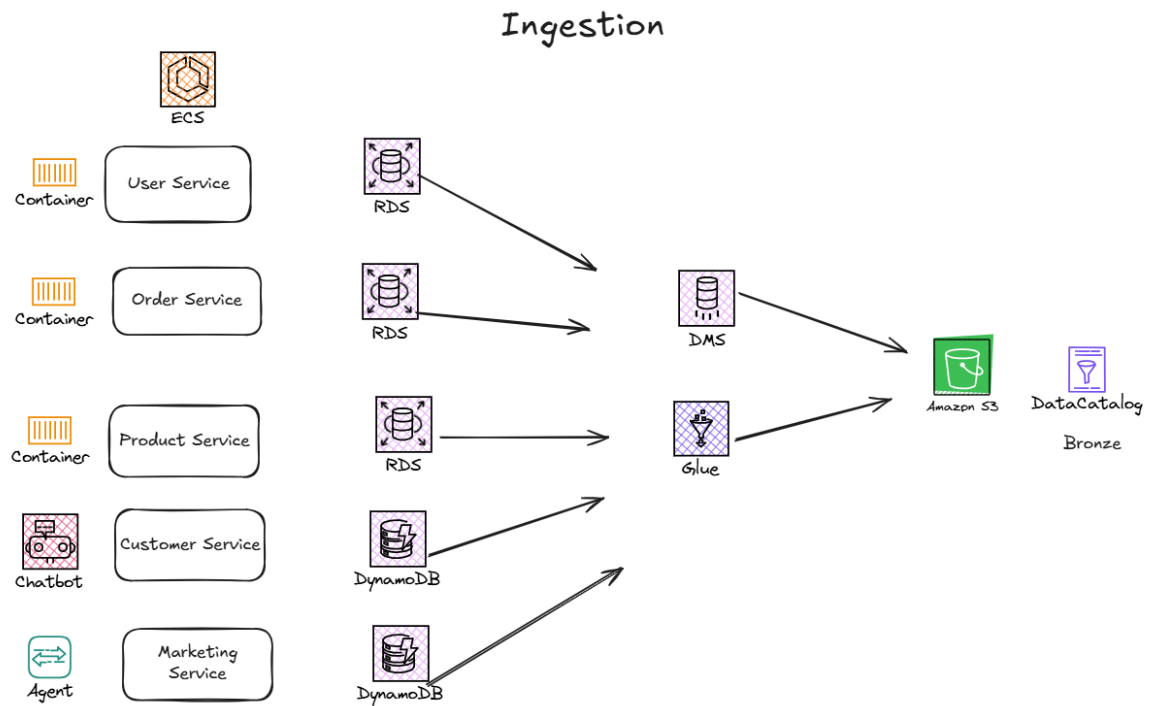 Ingestion
ECS
Container
User Service
RDS
Container
Order Service
RDS
DMS
Amazon S3
DataCatalog
Bronze
Container
Product Service
RDS
Glue
Chatbot
Customer Service
DynamoDB
Agent
Marketing
Service
DynamoDB